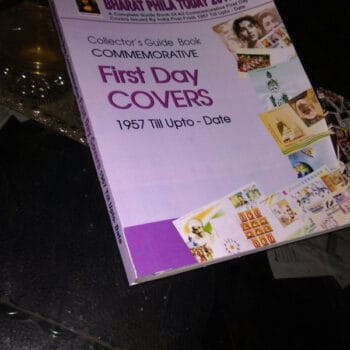 BHARAT PHILA TODAY
A Complete Guide Book Of All Commemorative First Day
Covers Issued By India Post From 1957 Till Upto - Date
Collector's Guide Book
COMMEMORATIVE
First Day
COVERS
1957 Till Upto - Date